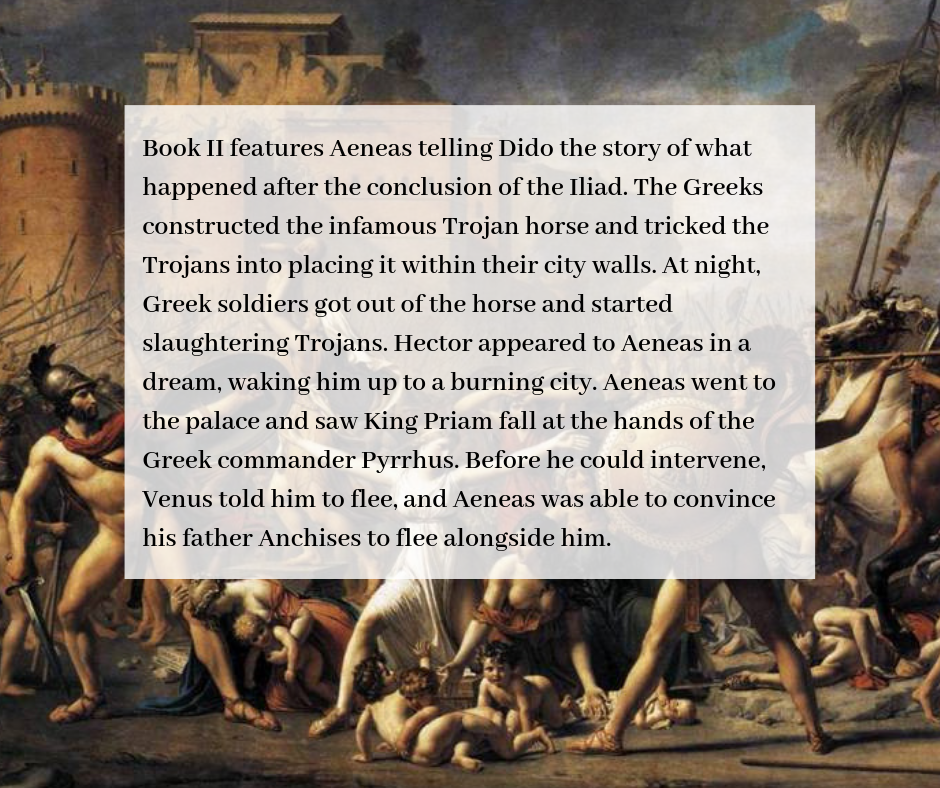 Book II features Aeneas telling Dido the story of what
happened after the conclusion of the Iliad. The Greeks
constructed the infamous Trojan horse and tricked the
Trojans into placing it within their city walls. At night,
Greek soldiers got out of the horse and started
slaughtering Trojans. Hector appeared to Aeneas in a
dream, waking him up to a burning city. Aeneas went to
the palace and saw King Priam fall at the hands of the
Greek commander Pyrrhus. Before he could intervene,
Venus told him to flee, and Aeneas was able to convince
his father Anchises to flee alongside him.